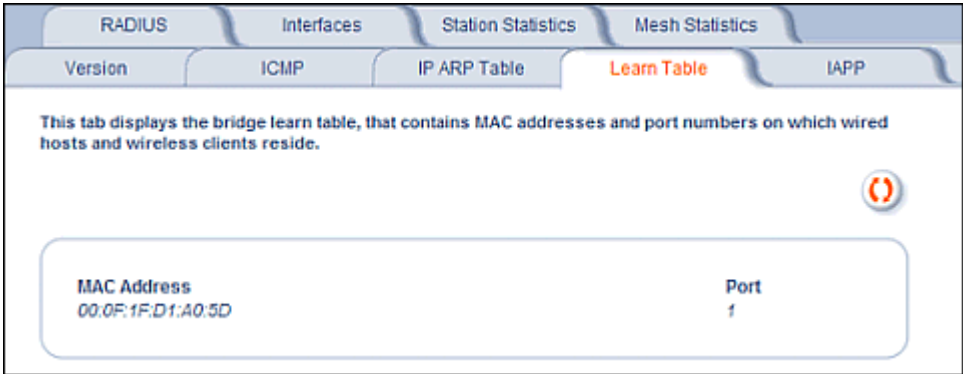 RADIUS Interfaces Station Statistics Mesh Statistics
Version ICMP IP ARP Table Learn Table IAPP
This tab displays the bridge learn table, that contains MAC addresses and port numbers on which wired
hosts and wireless clients reside.
MAC Address Port
00:0F:1F:D1:A0:5D 1